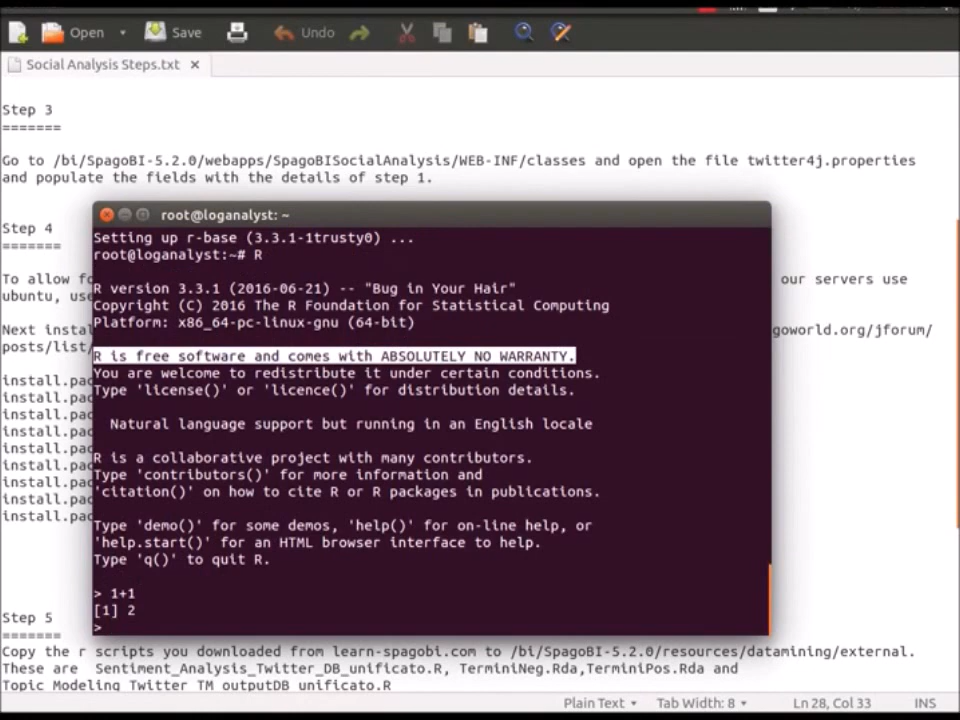 Open
Save
Undo
Social Analysis Steps.txt
Step 3
=======
Go to /bi/SpagoBI-5.2.0/webapps/SpagoBISocialAnalysis/WEB-INF/classes and open the file twitter4j.properties
and populate the fields with the details of step 1.
Step 4
=======
To allow fo
our servers use
ubuntu, use
Next instal
goworld.org/jforum/
posts/list/
install.pac
install.pac
install.pac
install.pac
install.pac
install.pac
install.pac
install.pac
install.pac
root@loganalyst: ~
Setting up r-base (3.3.1-1trusty0) ...
root@loganalyst:~# R
R version 3.3.1 (2016-06-21) -- "Bug in Your Hair"
Copyright (C) 2016 The R Foundation for Statistical Computing
Platform: x86_64-pc-linux-gnu (64-bit)
R is free software and comes with ABSOLUTELY NO WARRANTY.
You are welcome to redistribute it under certain conditions.
Type 'license()' or 'licence()' for distribution details.
Natural language support but running in an English locale
R is a collaborative project with many contributors.
Type 'contributors()' for more information and
'citation()' on how to cite R or R packages in publications.
Type 'demo()' for some demos, 'help()' for on-line help, or
'help.start()' for an HTML browser interface to help.
Type 'q()' to quit R.
> 1+1
[1] 2
>
Step 5
=======
Copy the r scripts you downloaded from learn-spagobi.com to /bi/SpagoBI-5.2.0/resources/datamining/external.
These are  Sentiment_Analysis_Twitter_DB_unificato.R, TerminiNeg.Rda,TerminiPos.Rda and
Topic_Modeling_Twitter_TM_outputDB_unificato.R
Plain Text
Tab Width: 8
Ln 28, Col 33
INS